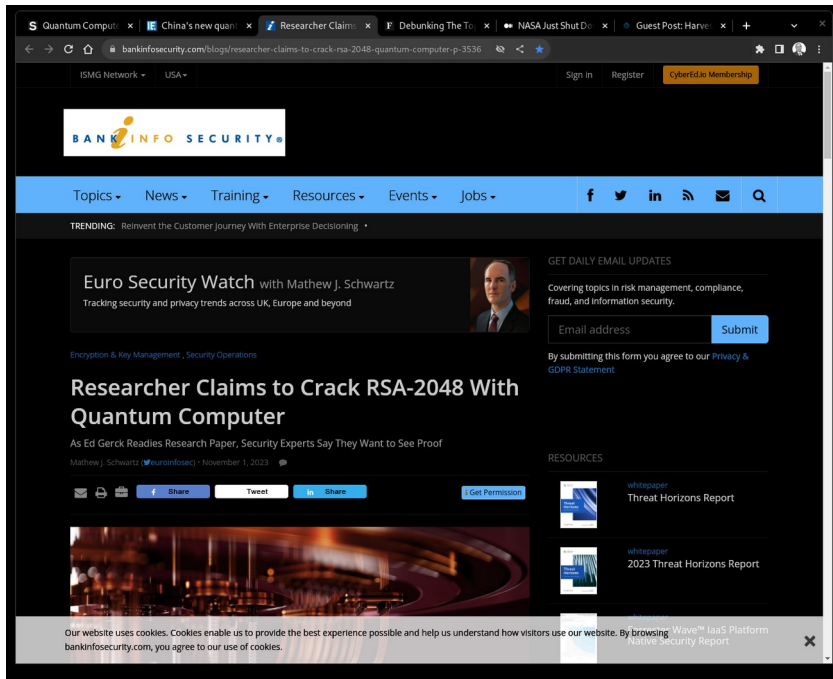 Quantum Compute
China's new quant
Researcher Claims
Debunking The To
NASA Just Shut Do
Guest Post: Harve
bankinfosecurity.com/blogs/researcher-claims-to-crack-rsa-2048-quantum-computer-p-3536
ISMG Network USA Sign in Register CyberEd.io Membership
BANK INFO SECURITY®
Topics News Training Resources Events Jobs
TRENDING: Reinvent the Customer Journey With Enterprise Decisioning •
Euro Security Watch with Mathew J. Schwartz
Tracking security and privacy trends across UK, Europe and beyond
Encryption & Key Management , Security Operations
Researcher Claims to Crack RSA-2048 With
Quantum Computer
As Ed Gerck Readies Research Paper, Security Experts Say They Want to See Proof
Mathew J. Schwartz (euroinfosec) • November 1, 2023
Share Tweet Share Get Permission
GET DAILY EMAIL UPDATES
Covering topics in risk management, compliance,
fraud, and information security.
Email address Submit
By submitting this form you agree to our Privacy &
GDPR Statement
RESOURCES
whitepaper
Threat Horizons Report
whitepaper
2023 Threat Horizons Report
whitepaper
Wave™ IaaS Platform
Native Security Report
Our website uses cookies. Cookies enable us to provide the best experience possible and help us understand how visitors use our website. By browsing
bankinfosecurity.com, you agree to our use of cookies.